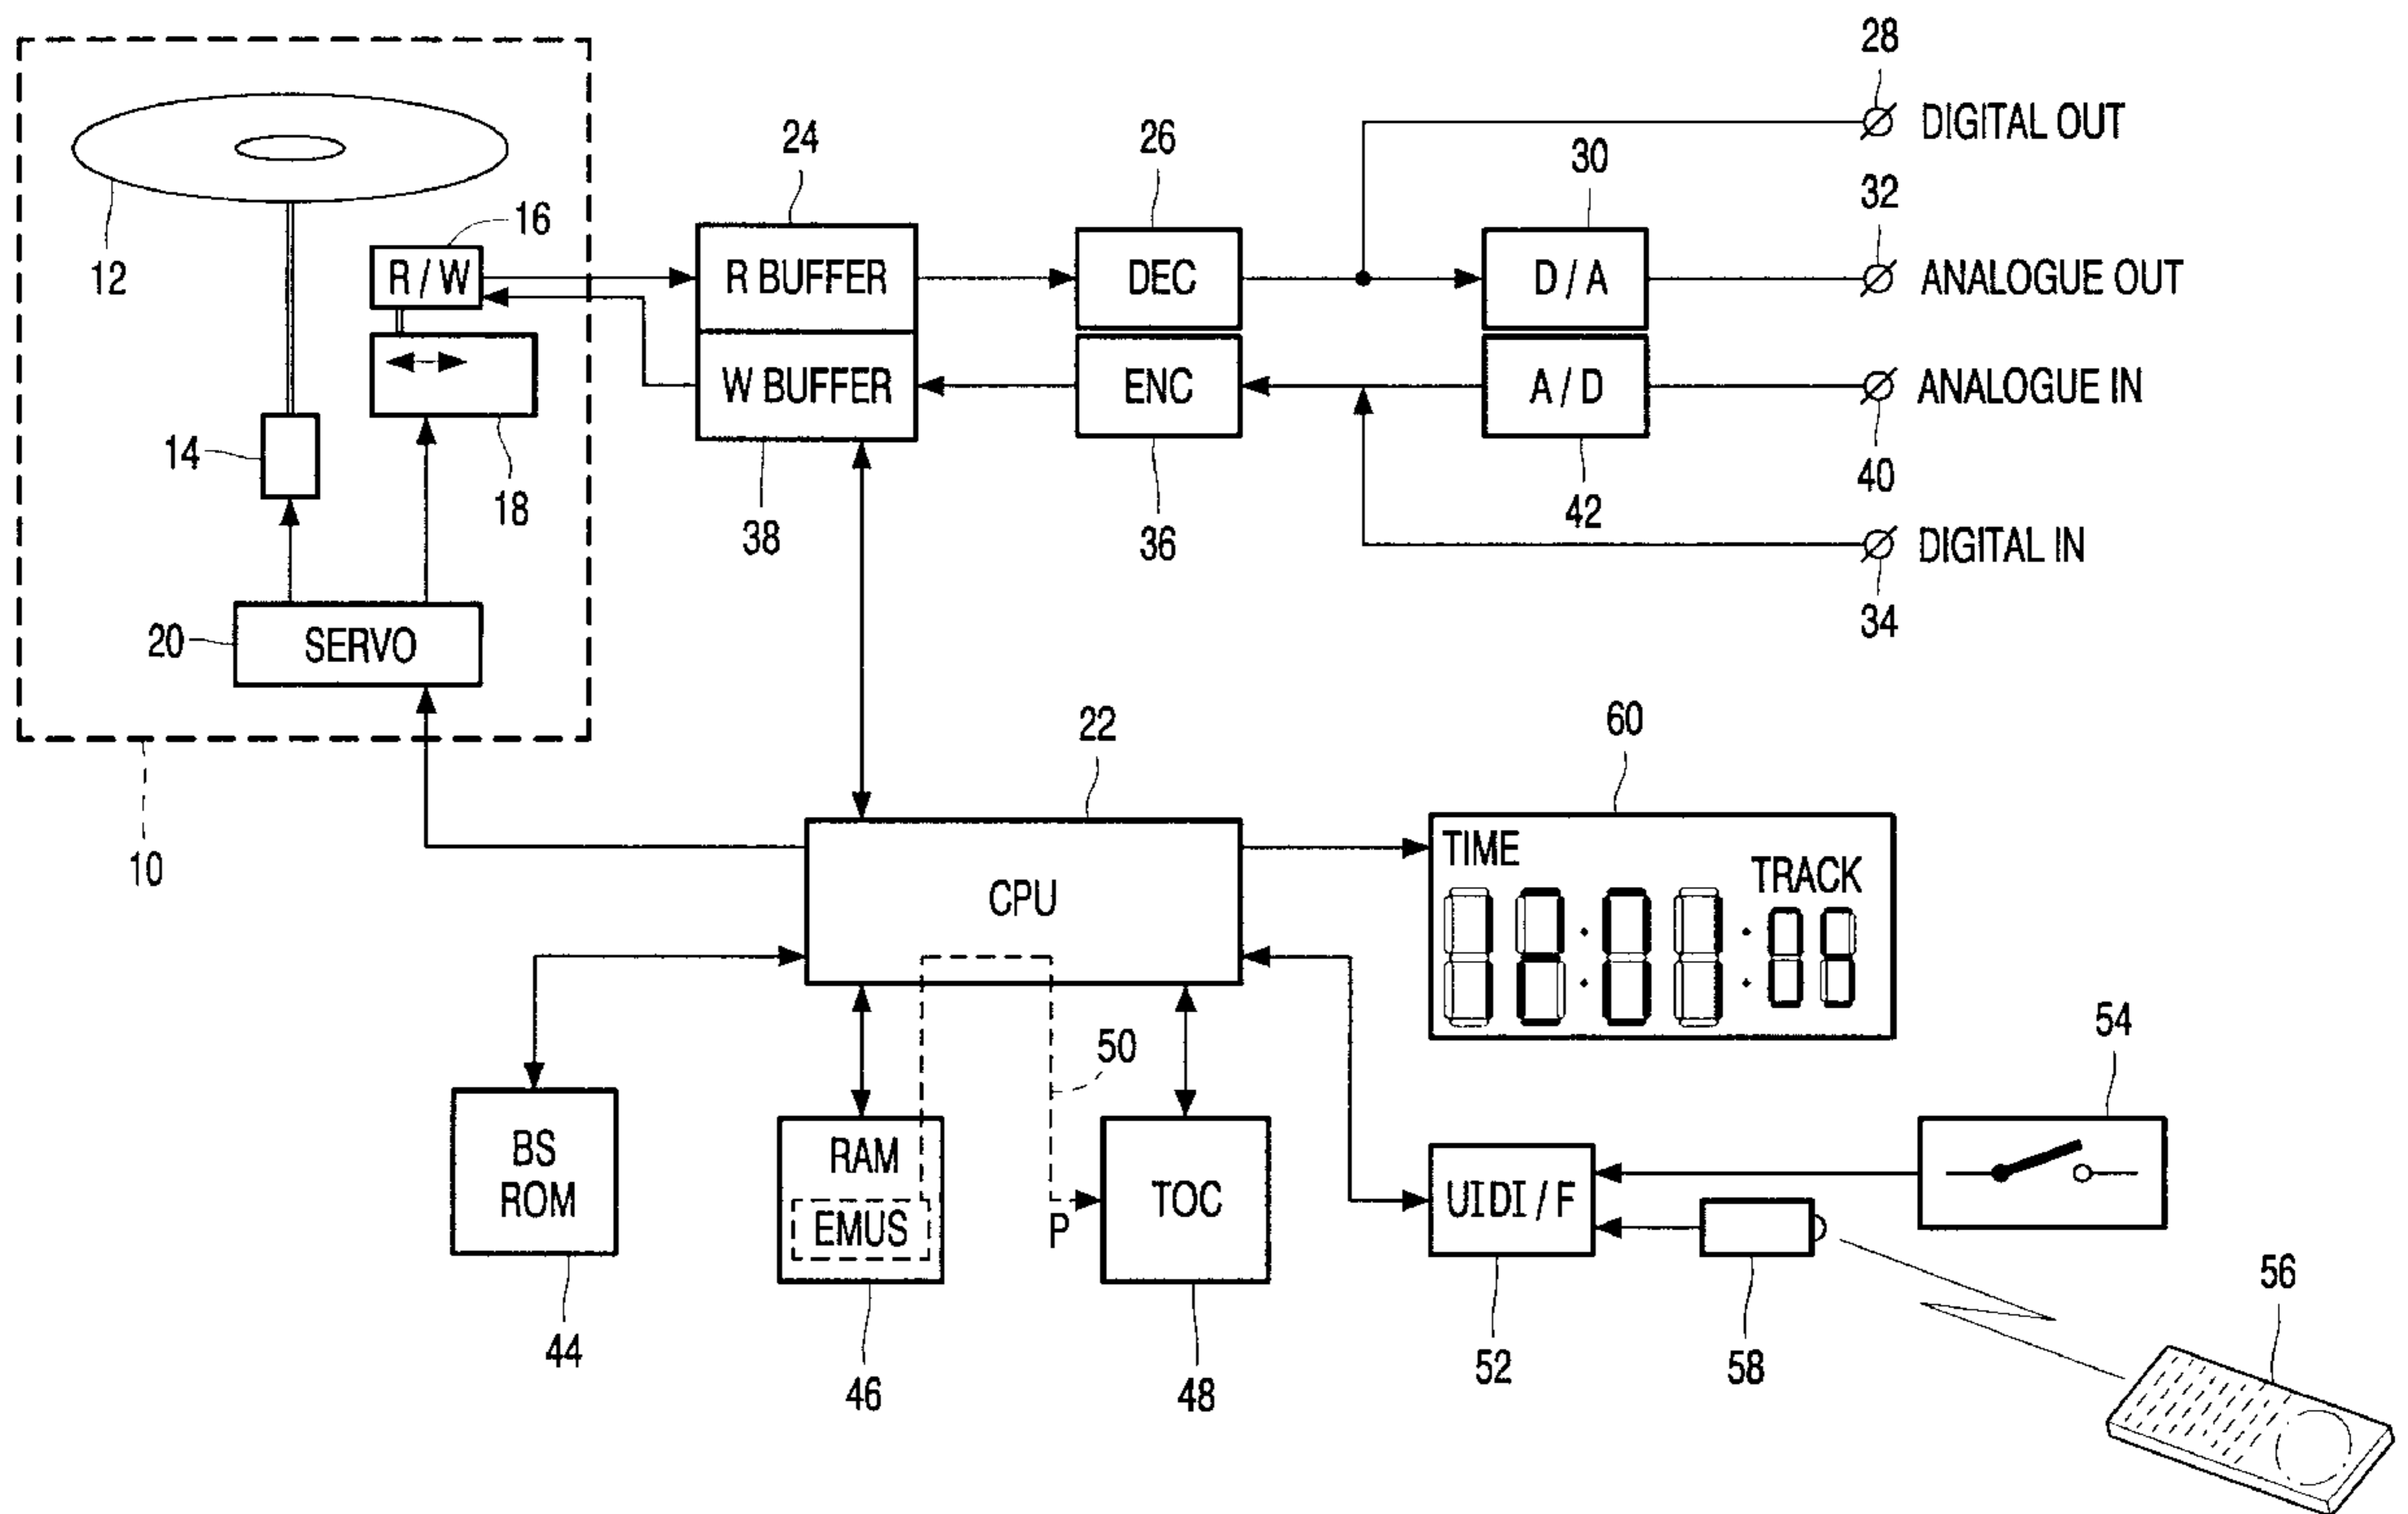 28
DIGITAL OUT
24
26
30
32
16
12
R / W
R BUFFER
DEC
D / A
ANALOGUE OUT
W BUFFER
ENC
A / D
ANALOGUE IN
14
18
38
36
42
40
DIGITAL IN
34
20
SERVO
22
60
10
CPU
TIME
TRACK
50
54
BS
ROM
RAM
EMUS
P
TOC
UIDI / F
44
46
48
52
58
56